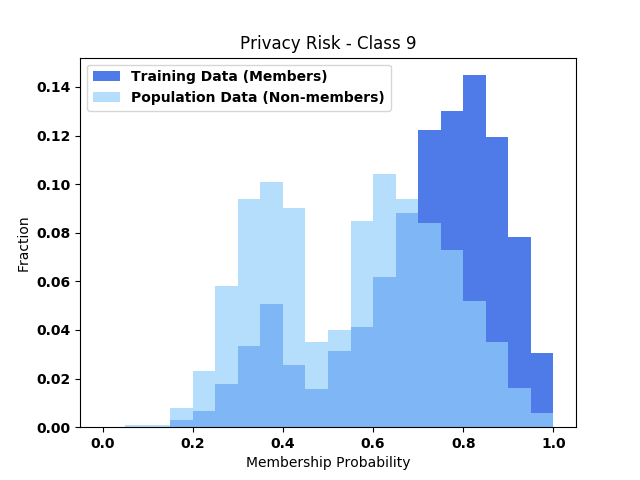 Privacy Risk - Class 9
Training Data (Members)
Population Data (Non-members)
0.14
0.12
0.10
0.08
0.06
0.04
0.02
0.00
Fraction
0.0 0.2 0.4 0.6 0.8 1.0
Membership Probability